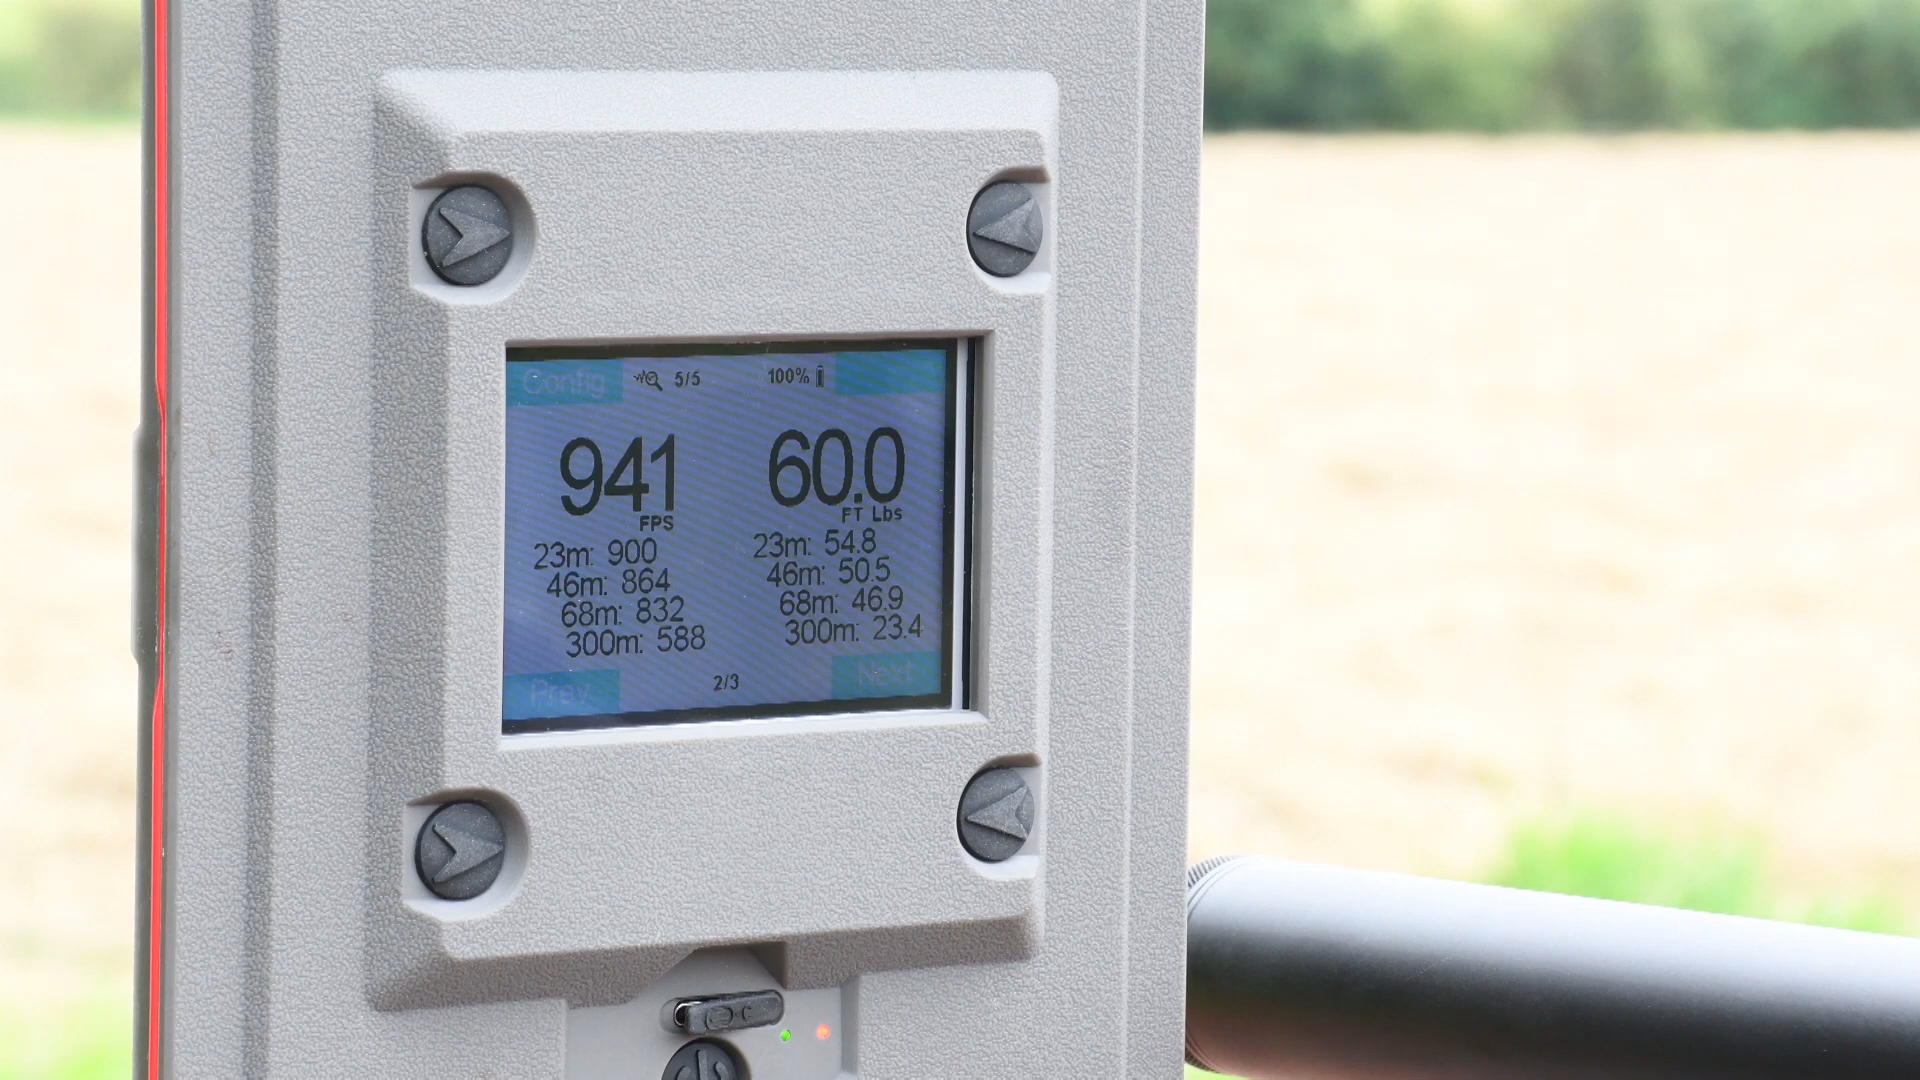 Config 5/5 100%
941 60.0
FPS FT Lbs
23m: 900 23m: 54.8
46m: 864 46m: 50.5
68m: 832 68m: 46.9
300m: 588 300m: 23.4
Prev 2/3 Next